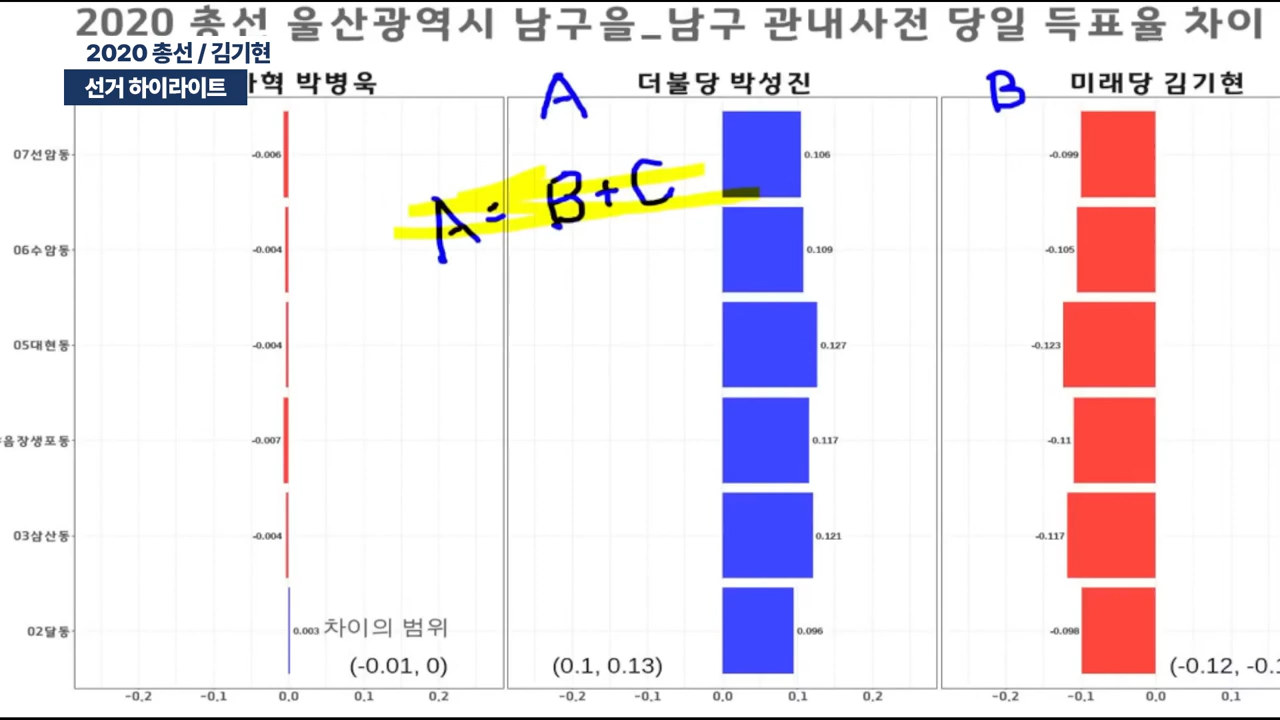 2020 총선 울산광역시 남구을_남구 관내사전 당일 득표율 차이
2020 총선 / 김기현
선거 하이라이트
혁 박병욱
A
더불당 박성진
B
미래당 김기현
07선암동 -0.006 0.106 -0.099
A = B + C
06수암동 -0.004 0.109 -0.105
05대현동 -0.004 0.127 -0.123
음장생포동 -0.007 0.117 -0.11
03삼산동 -0.004 0.121 -0.117
02달동 0.003 0.096 -0.098
차이의 범위
(-0.01, 0) (0.1, 0.13) (-0.12, -0.1
-0.2 -0.1 0.0 0.1 0.2 -0.2 -0.1 0.0 0.1 0.2 -0.2 -0.1 0.0 0.1